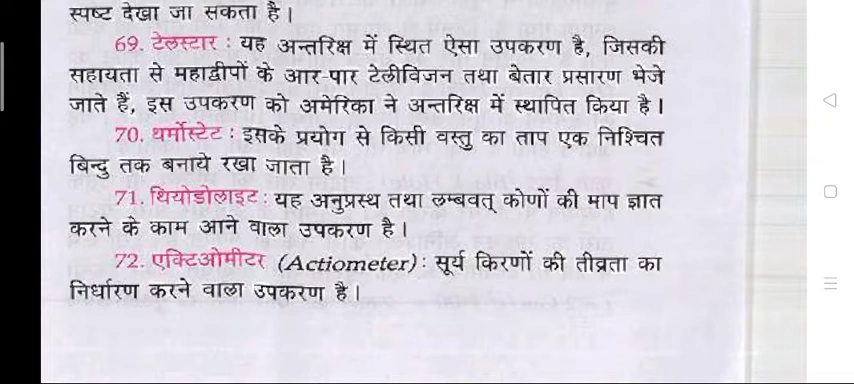 स्पष्ट देखा जा सकता है।
69. टेलस्टार : यह अन्तरिक्ष में स्थित ऐसा उपकरण है, जिसकी
सहायता से महाद्वीपों के आर-पार टेलीविजन तथा बेतार प्रसारण भेजे
जाते हैं, इस उपकरण को अमेरिका ने अन्तरिक्ष में स्थापित किया है।
70. थर्मोस्टेट : इसके प्रयोग से किसी वस्तु का ताप एक निश्चित
बिन्दु तक बनाये रखा जाता है।
71. थियोडोलाइट : यह अनुप्रस्थ तथा लम्बवत् कोणों की माप ज्ञात
करने के काम आने वाला उपकरण है।
72. एक्टिओमीटर (Actiometer) : सूर्य किरणों की तीव्रता का
निर्धारण करने वाला उपकरण है।